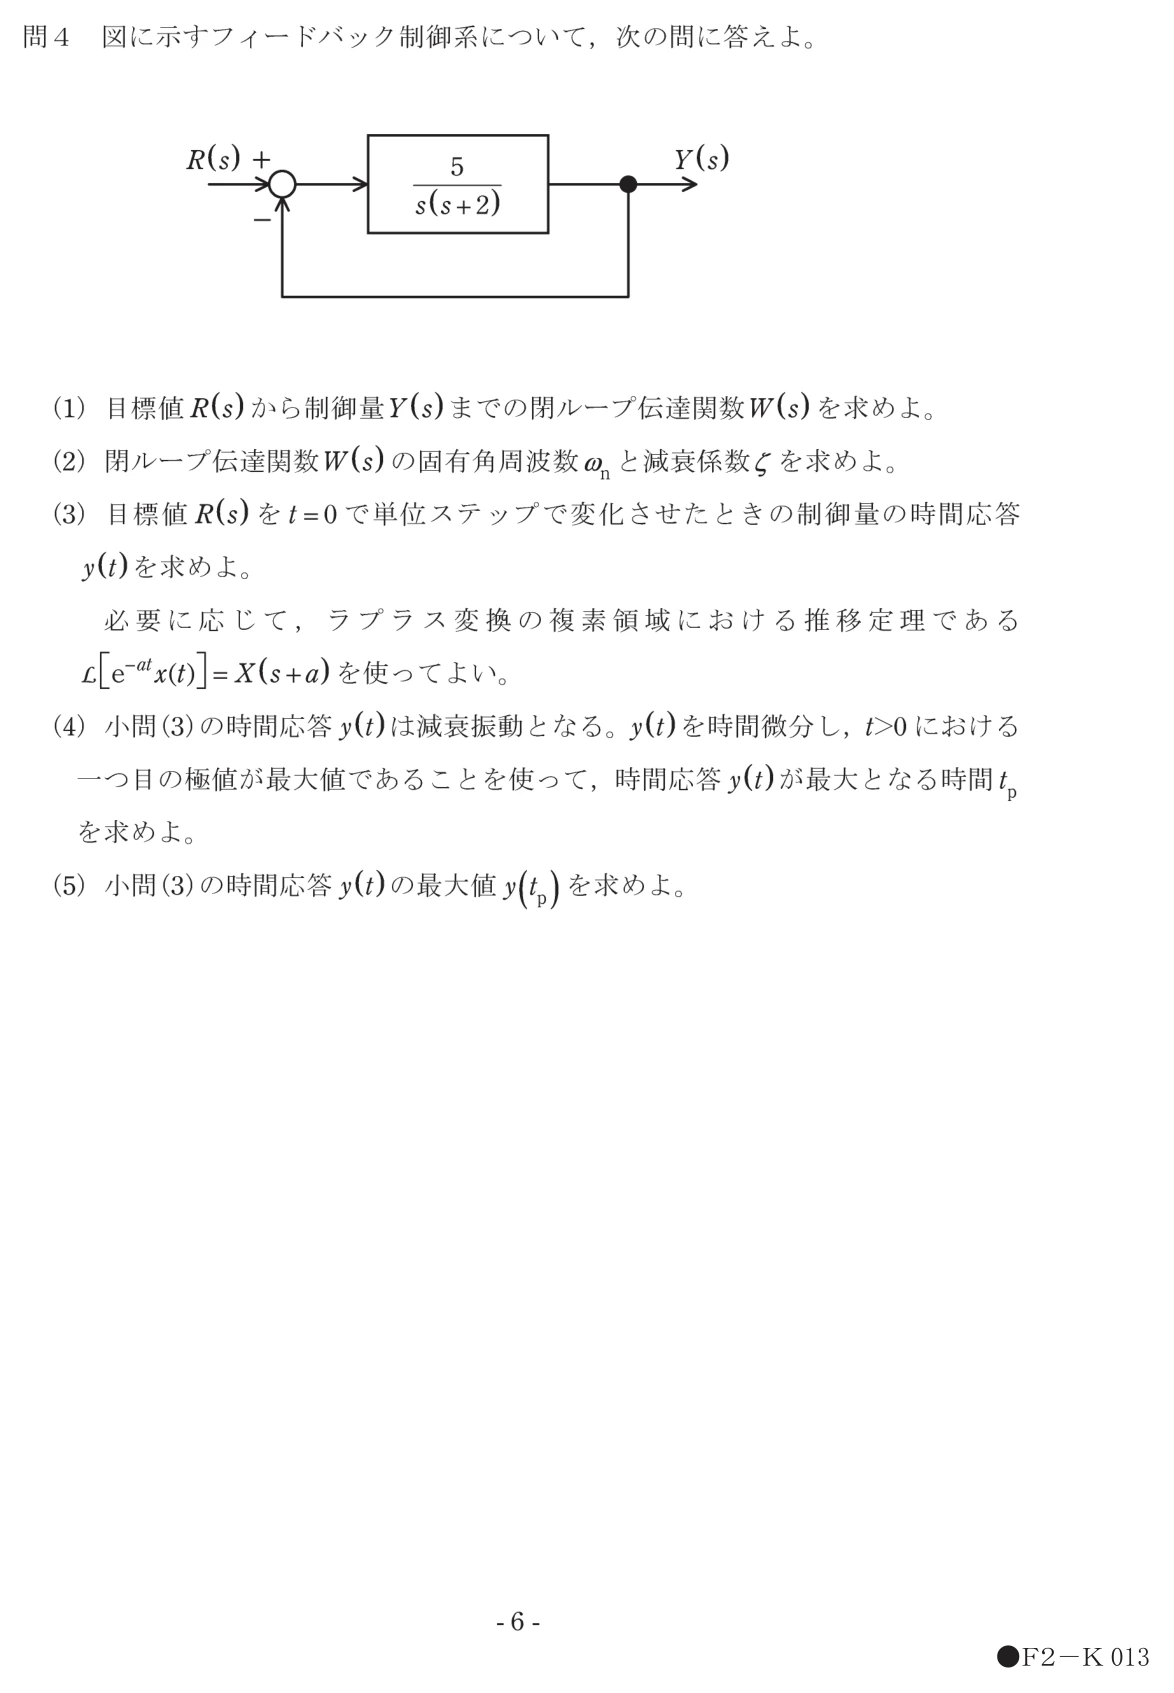 問４　図に示すフィードバック制御系について，次の問に答えよ。
R(s) +
5
s(s+2)
Y(s)
−
(1) 目標値R(s)から制御量Y(s)までの閉ループ伝達関数W(s)を求めよ。
(2) 閉ループ伝達関数W(s)の固有角周波数ωnと減衰係数ζを求めよ。
(3) 目標値R(s)をt=0で単位ステップで変化させたときの制御量の時間応答
y(t)を求めよ。
必要に応じて，ラプラス変換の複素領域における推移定理である
ℒ[e^{-at}x(t)]=X(s+a)を使ってよい。
(4) 小問(3)の時間応答y(t)は減衰振動となる。y(t)を時間微分し，t>0における
一つ目の極値が最大値であることを使って，時間応答y(t)が最大となる時間tp
を求めよ。
(5) 小問(3)の時間応答y(t)の最大値y(tp)を求めよ。
- 6 -
●F2－K 013